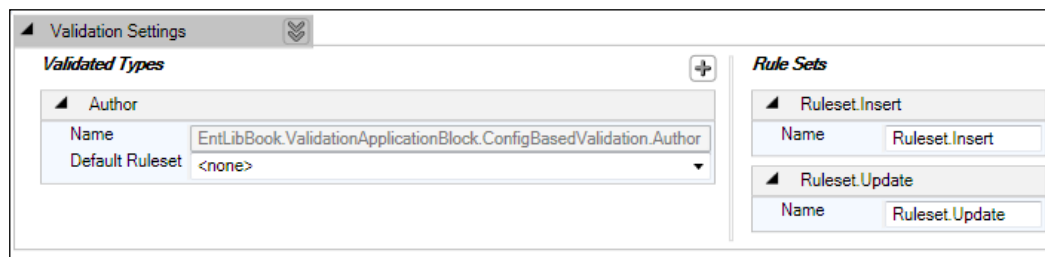 Validation Settings
Validated Types
Author
Name EntLibBook.ValidationApplicationBlock.ConfigBasedValidation.Author
Default Ruleset <none>
Rule Sets
Ruleset.Insert
Name Ruleset.Insert
Ruleset.Update
Name Ruleset.Update